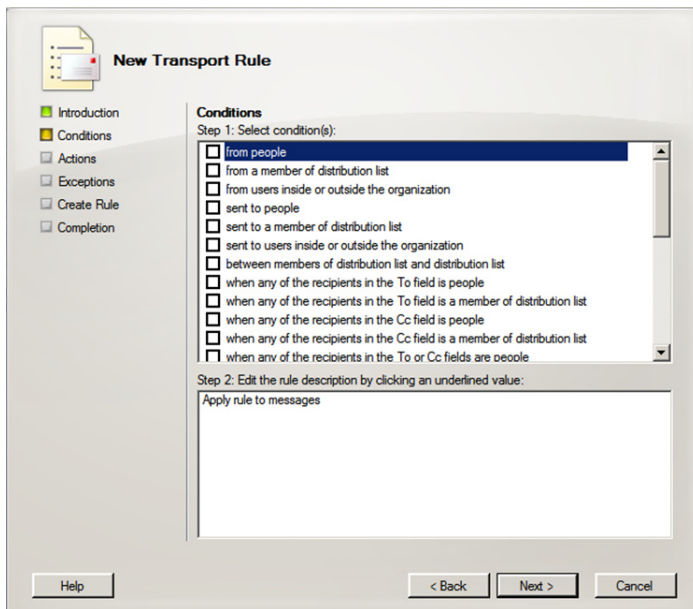 New Transport Rule
Introduction
Conditions
Actions
Exceptions
Create Rule
Completion
Conditions
Step 1: Select condition(s):
from people
from a member of distribution list
from users inside or outside the organization
sent to people
sent to a member of distribution list
sent to users inside or outside the organization
between members of distribution list and distribution list
when any of the recipients in the To field is people
when any of the recipients in the To field is a member of distribution list
when any of the recipients in the Cc field is people
when any of the recipients in the Cc field is a member of distribution list
when any of the recipients in the To or Cc fields are people
Step 2: Edit the rule description by clicking an underlined value:
Apply rule to messages
Help
< Back
Next >
Cancel